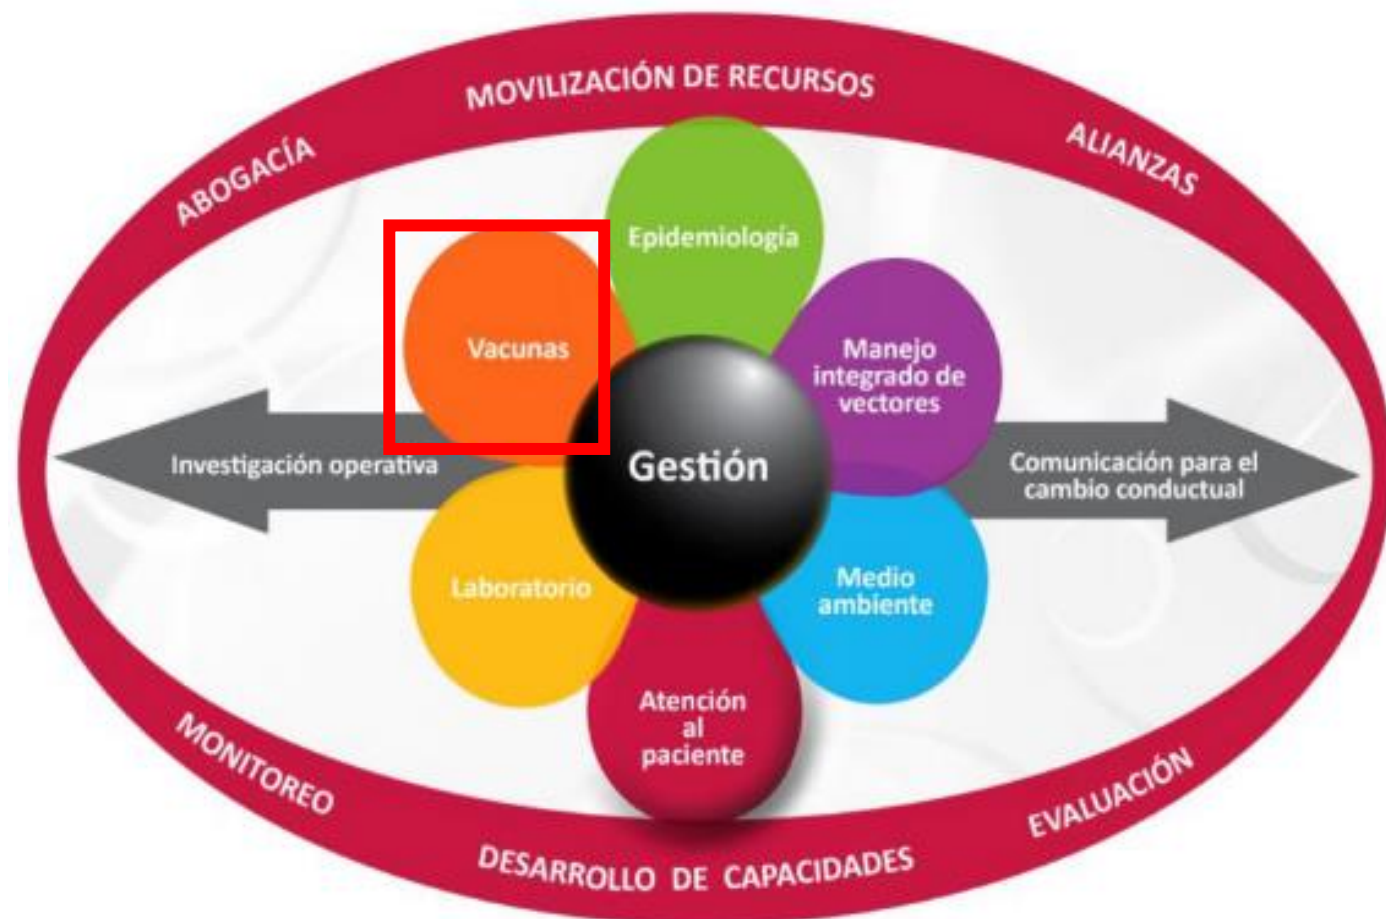 MOVILIZACIÓN DE RECURSOS
ABOGACÍA
ALIANZAS
Epidemiología
Vacunas
Manejo
integrado de
vectores
Investigación operativa
Gestión
Comunicación para el
cambio conductual
Laboratorio
Medio
ambiente
Atención
al
paciente
MONITOREO
EVALUACIÓN
DESARROLLO DE CAPACIDADES